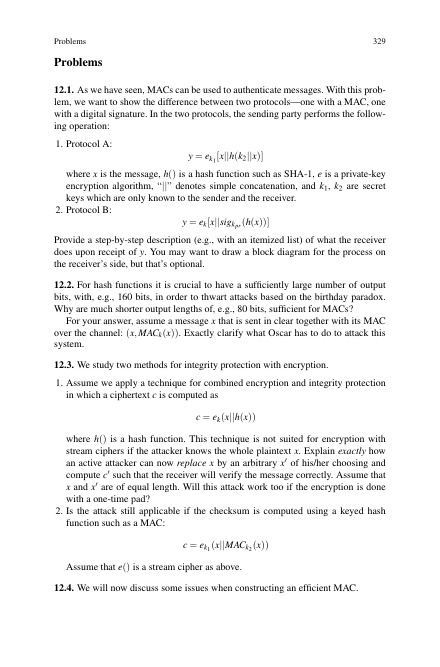 Problems 329
Problems
12.1. As we have seen, MACs can be used to authenticate messages. With this prob-
lem, we want to show the difference between two protocols—one with a MAC, one
with a digital signature. In the two protocols, the sending party performs the follow-
ing operation:
1. Protocol A:
y = e_{k_1}[x||h(k_2||x)]
where x is the message, h() is a hash function such as SHA-1, e is a private-key
encryption algorithm, “||” denotes simple concatenation, and k_1, k_2 are secret
keys which are only known to the sender and the receiver.
2. Protocol B:
y = e_k[x||sig_{k_{pr}}(h(x))]
Provide a step-by-step description (e.g., with an itemized list) of what the receiver
does upon receipt of y. You may want to draw a block diagram for the process on
the receiver’s side, but that’s optional.
12.2. For hash functions it is crucial to have a sufficiently large number of output
bits, with, e.g., 160 bits, in order to thwart attacks based on the birthday paradox.
Why are much shorter output lengths of, e.g., 80 bits, sufficient for MACs?
For your answer, assume a message x that is sent in clear together with its MAC
over the channel: (x, MAC_k(x)). Exactly clarify what Oscar has to do to attack this
system.
12.3. We study two methods for integrity protection with encryption.
1. Assume we apply a technique for combined encryption and integrity protection
in which a ciphertext c is computed as
c = e_k(x||h(x))
where h() is a hash function. This technique is not suited for encryption with
stream ciphers if the attacker knows the whole plaintext x. Explain exactly how
an active attacker can now replace x by an arbitrary x′ of his/her choosing and
compute c′ such that the receiver will verify the message correctly. Assume that
x and x′ are of equal length. Will this attack work too if the encryption is done
with a one-time pad?
2. Is the attack still applicable if the checksum is computed using a keyed hash
function such as a MAC:
c = e_{k_1}(x||MAC_{k_2}(x))
Assume that e() is a stream cipher as above.
12.4. We will now discuss some issues when constructing an efficient MAC.